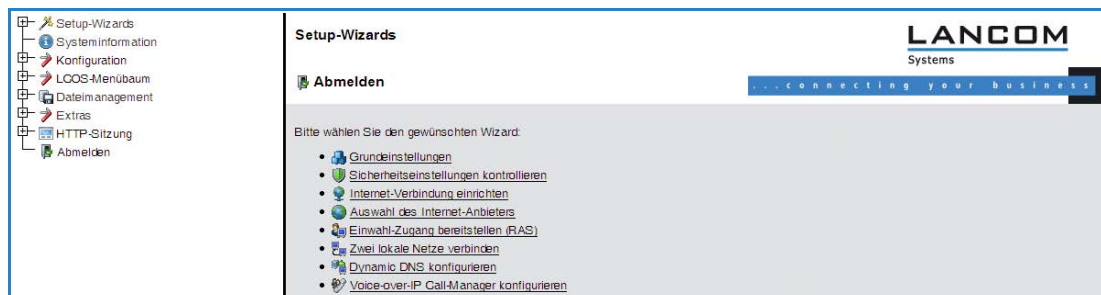 Setup-Wizards
Systeminformation
Konfiguration
LCOS-Menübaum
Dateimanagement
Extras
HTTP-Sitzung
Abmelden
Setup-Wizards
LANCOM
Systems
Abmelden
...connecting your business
Bitte wählen Sie den gewünschten Wizard:
Grundeinstellungen
Sicherheitseinstellungen kontrollieren
Internet-Verbindung einrichten
Auswahl des Internet-Anbieters
Einwahl-Zugang bereitstellen (RAS)
Zwei lokale Netze verbinden
Dynamic DNS konfigurieren
Voice-over-IP Call-Manager konfigurieren